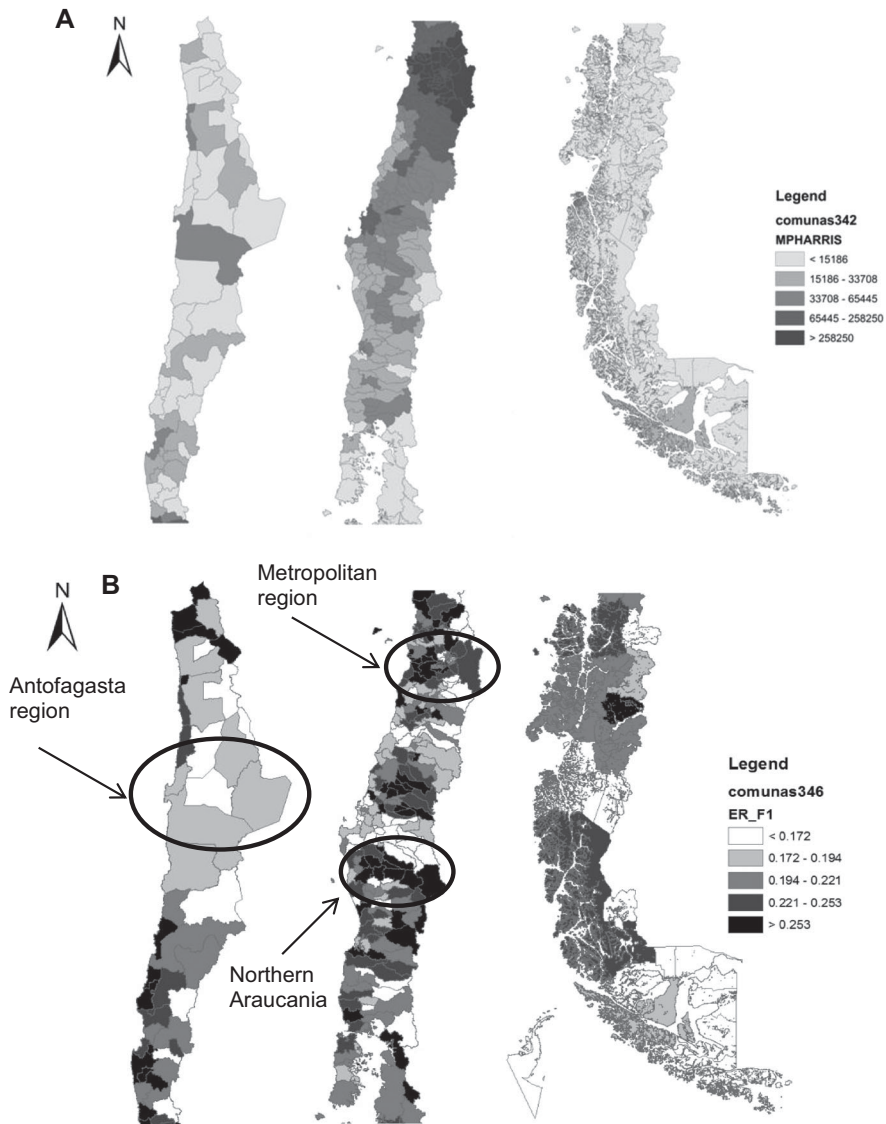 A
N
Legend
comunas342
MPHARRIS
< 15186
15186 - 33708
33708 - 65445
65445 - 258250
> 258250
B
N
Metropolitan
region
Antofagasta
region
Northern
Araucania
Legend
comunas346
ER_F1
< 0.172
0.172 - 0.194
0.194 - 0.221
0.221 - 0.253
> 0.253